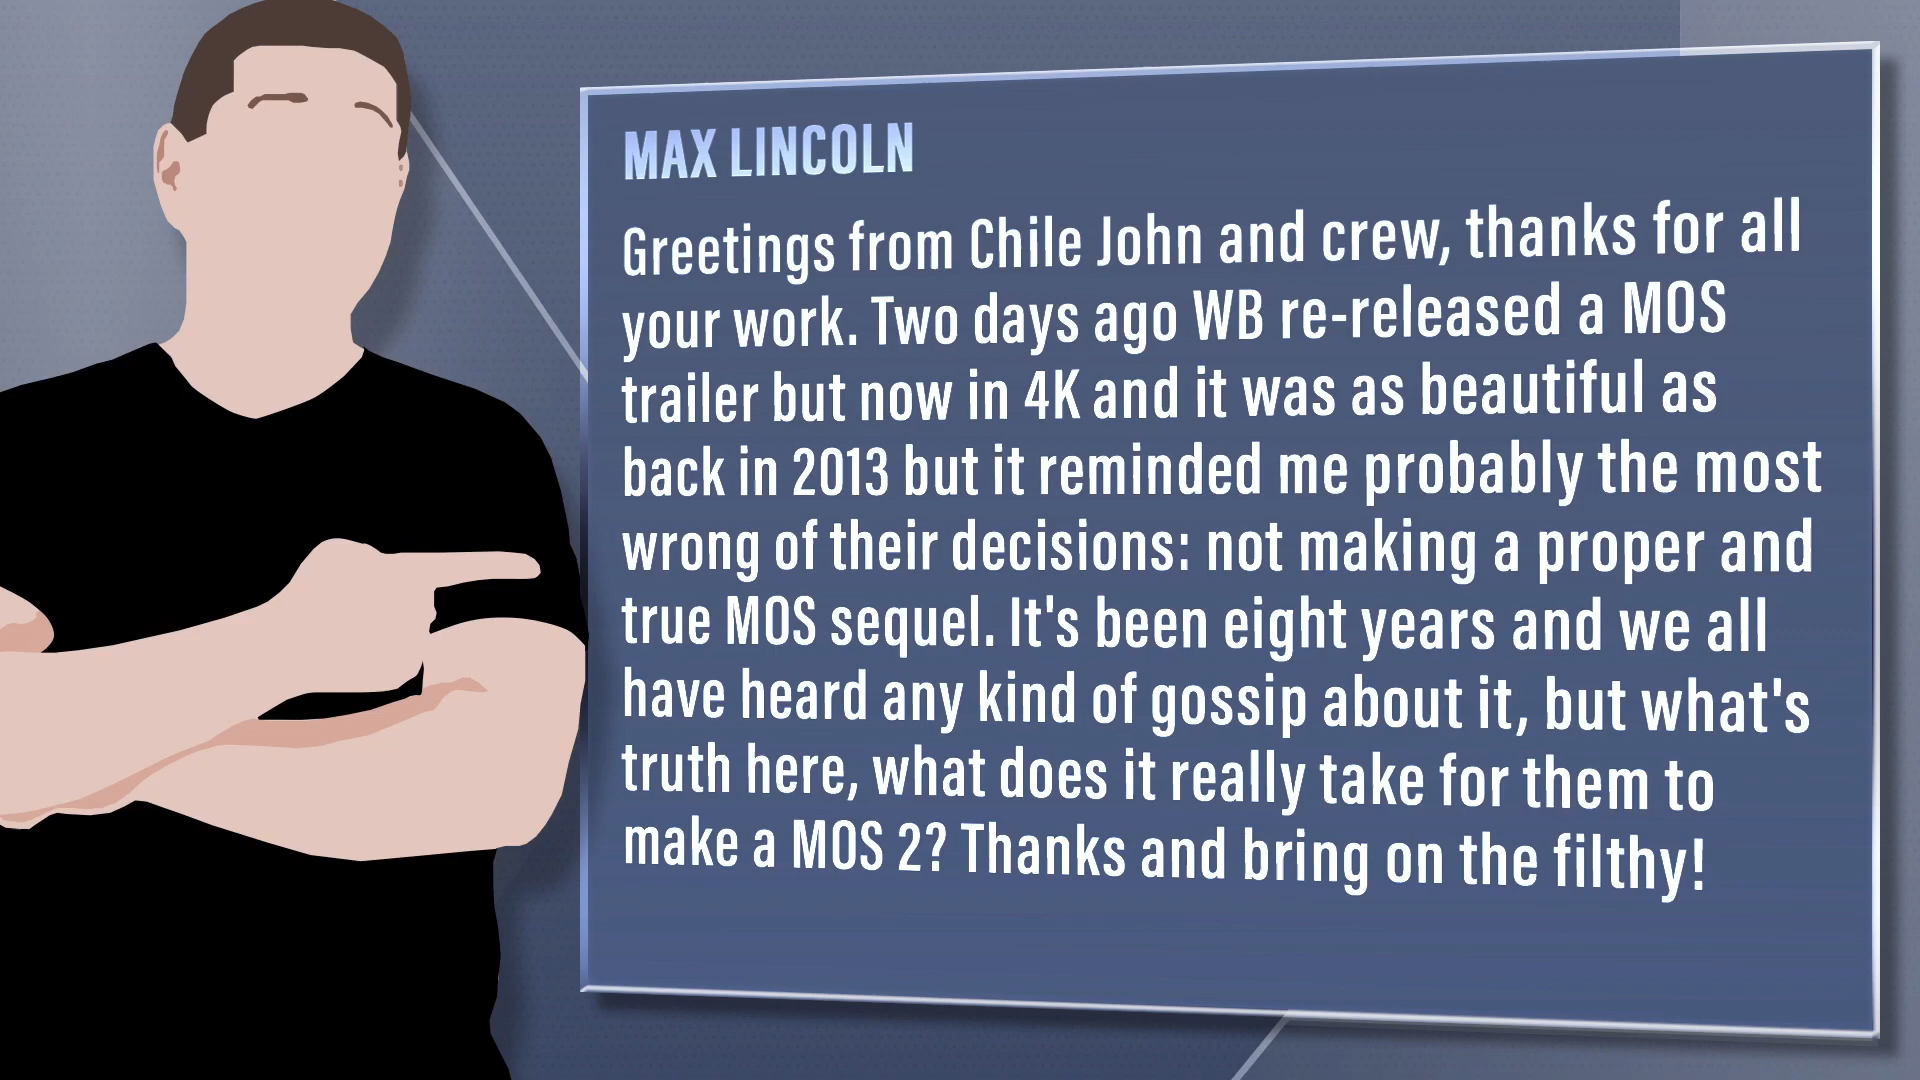 MAX LINCOLN
Greetings from Chile John and crew, thanks for all
your work. Two days ago WB re-released a MOS
trailer but now in 4K and it was as beautiful as
back in 2013 but it reminded me probably the most
wrong of their decisions: not making a proper and
true MOS sequel. It's been eight years and we all
have heard any kind of gossip about it, but what's
truth here, what does it really take for them to
make a MOS 2? Thanks and bring on the filthy!